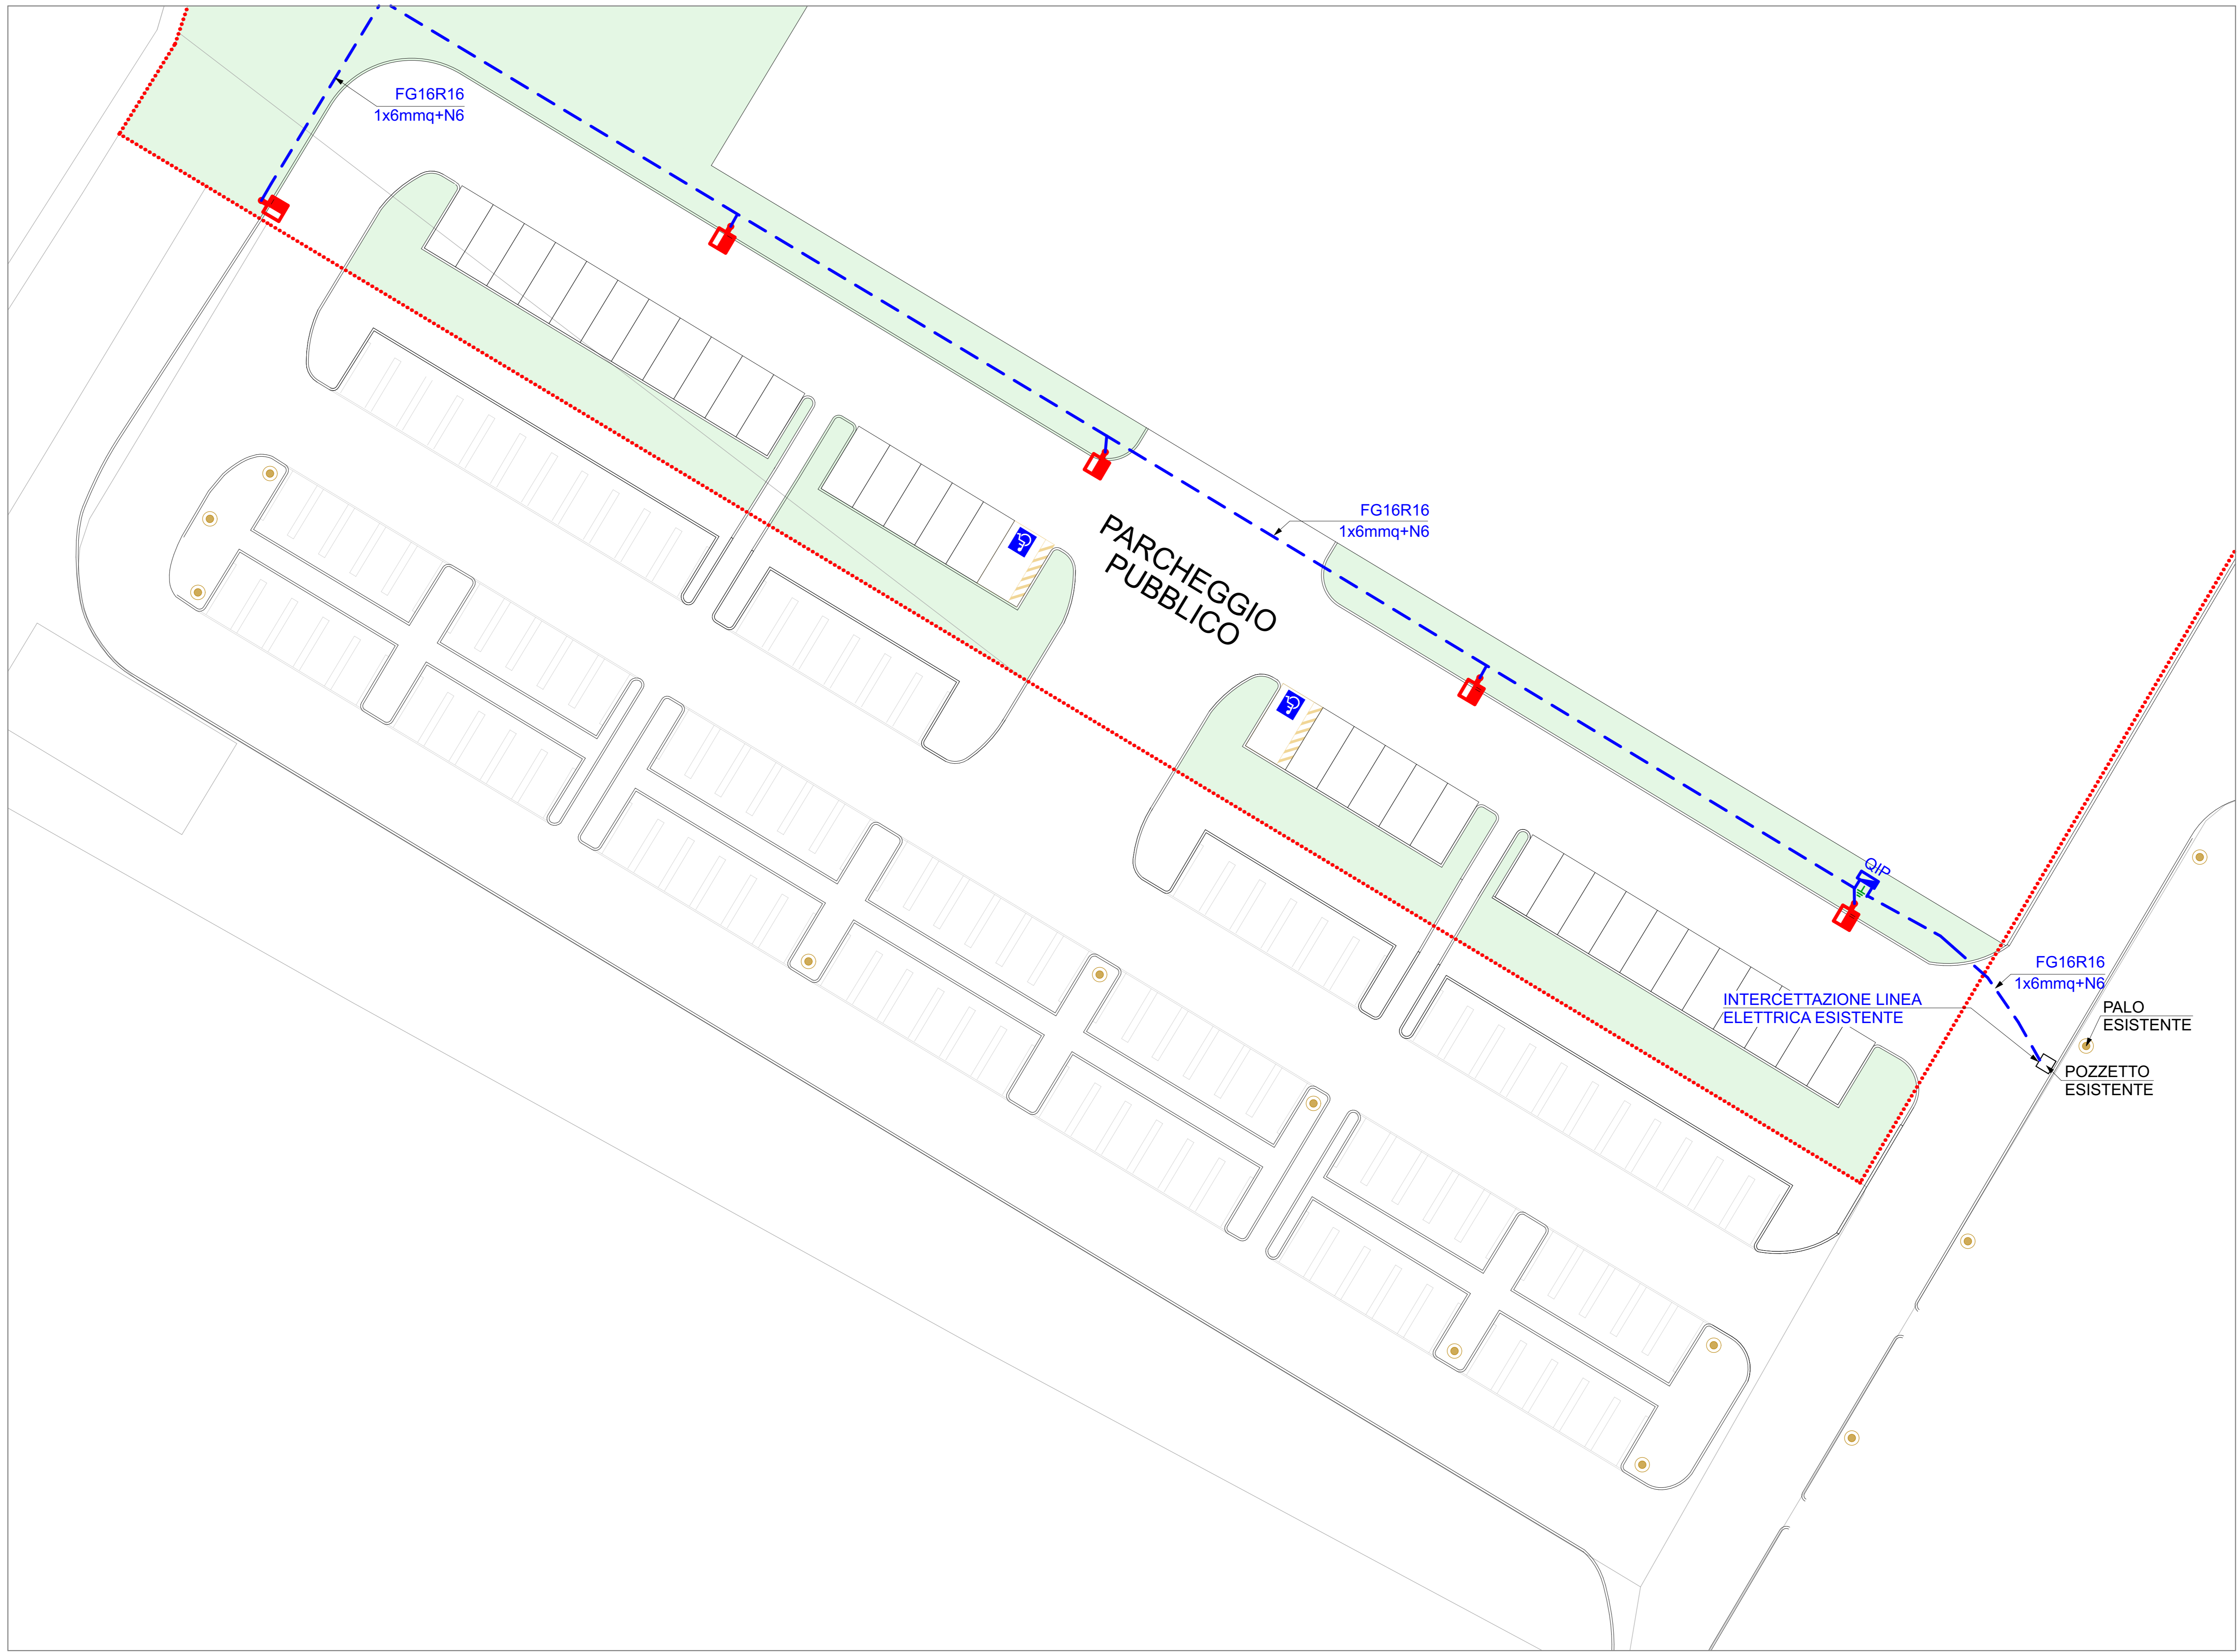 FG16R16
1x6mmq+N6
FG16R16
1x6mmq+N6
PARCHEGGIO
PUBBLICO
QIP
FG16R16
1x6mmq+N6
INTERCETTAZIONE LINEA
ELETTRICA ESISTENTE
PALO
ESISTENTE
POZZETTO
ESISTENTE